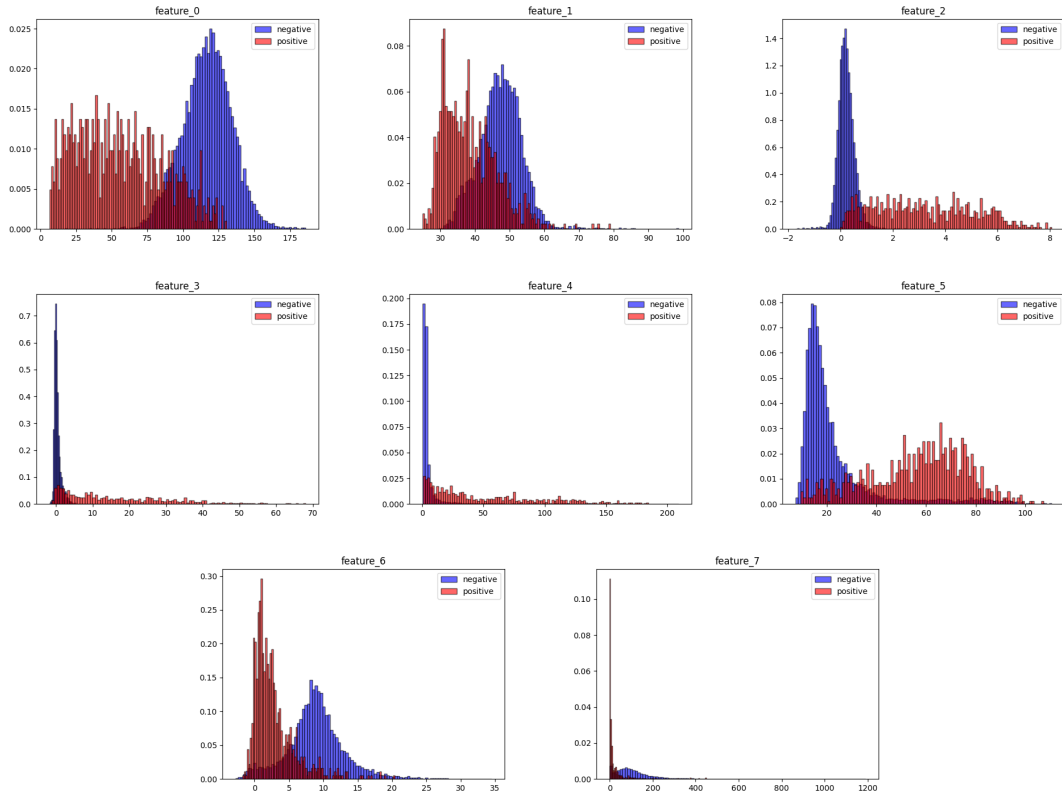 feature_0
0.025
0.020
0.015
0.010
0.005
0.000
0 25 50 75 100 125 150 175
negative
positive
feature_1
0.08
0.06
0.04
0.02
0.00
30 40 50 60 70 80 90 100
negative
positive
feature_2
1.4
1.2
1.0
0.8
0.6
0.4
0.2
0.0
−2 0 2 4 6 8
negative
positive
feature_3
0.7
0.6
0.5
0.4
0.3
0.2
0.1
0.0
0 10 20 30 40 50 60 70
negative
positive
feature_4
0.200
0.175
0.150
0.125
0.100
0.075
0.050
0.025
0.000
0 50 100 150 200
negative
positive
feature_5
0.08
0.07
0.06
0.05
0.04
0.03
0.02
0.01
0.00
20 40 60 80 100
negative
positive
feature_6
0.30
0.25
0.20
0.15
0.10
0.05
0.00
0 5 10 15 20 25 30 35
negative
positive
feature_7
0.10
0.08
0.06
0.04
0.02
0.00
0 200 400 600 800 1000 1200
negative
positive